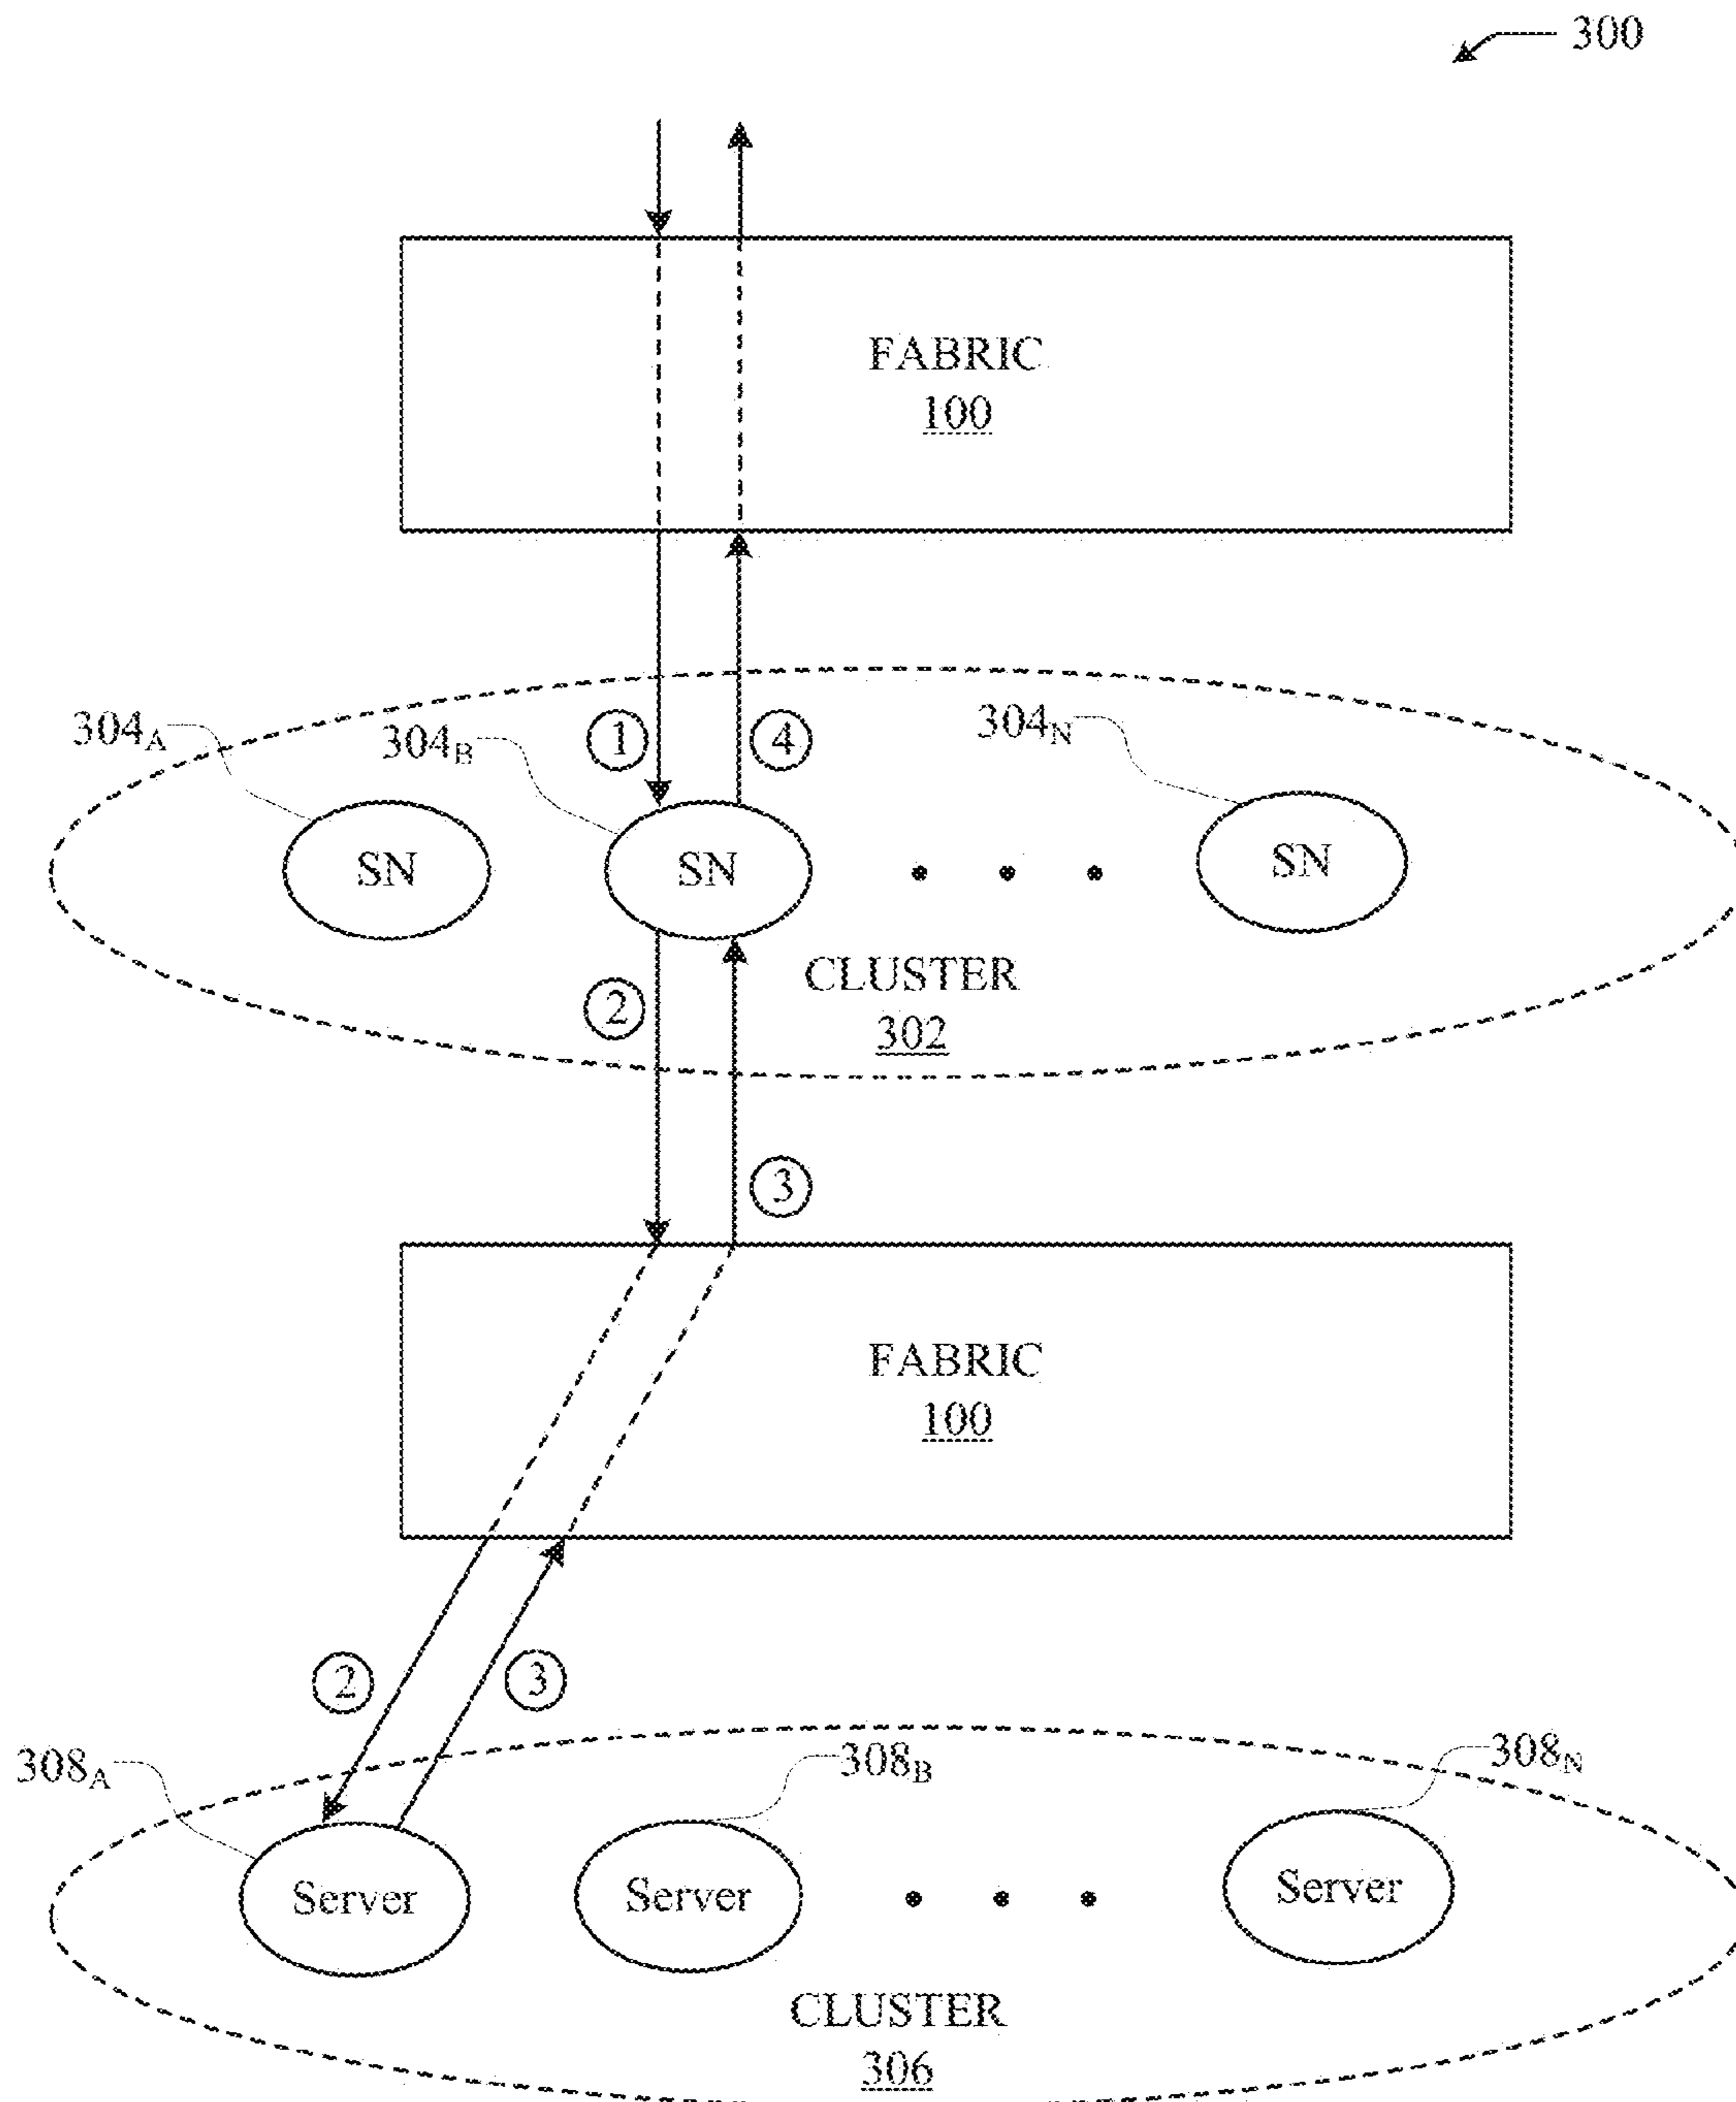 300
FABRIC
100
304A
304B
1
4
304N
SN
SN
SN
CLUSTER
302
2
3
FABRIC
100
2
3
308A
308B
308N
Server
Server
Server
CLUSTER
306